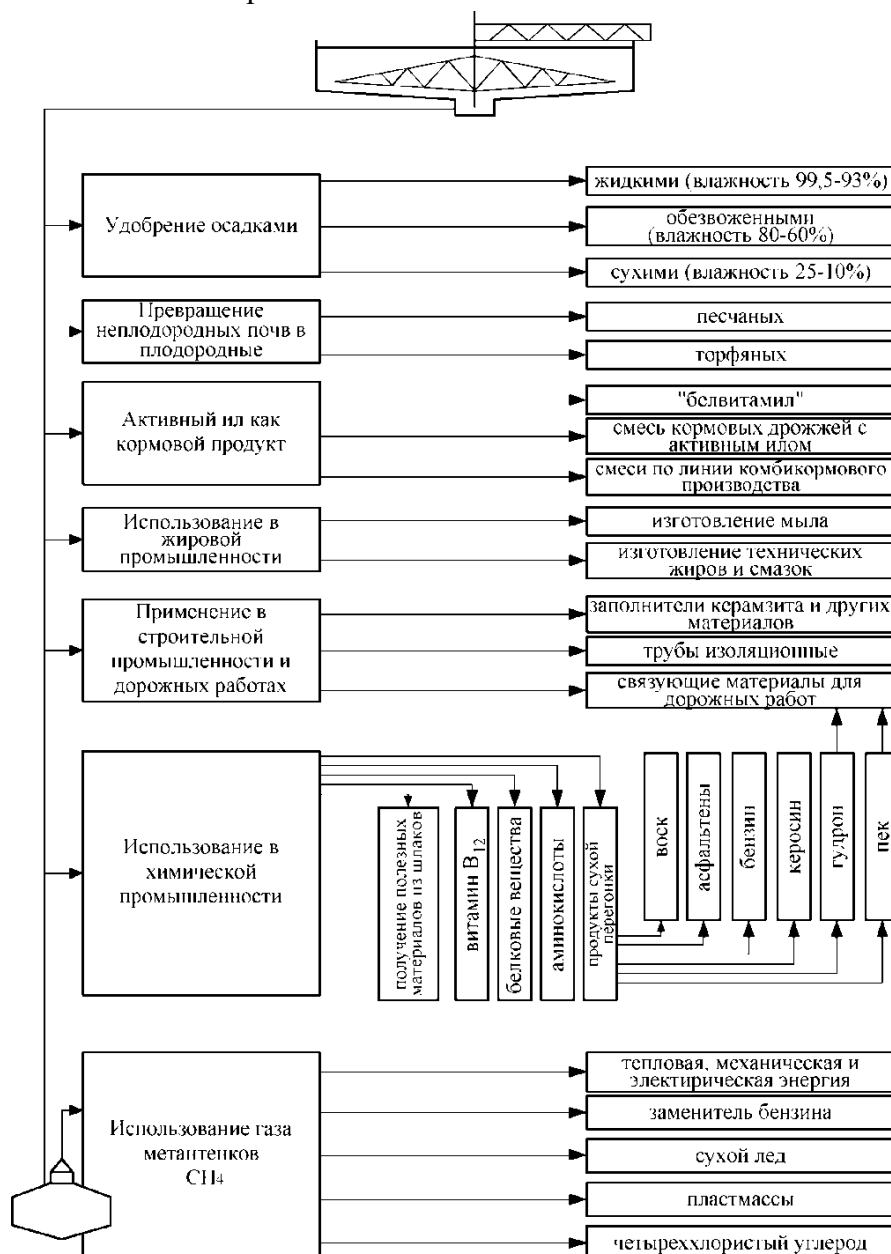 жидкими (влажность 99,5-93%)
Удобрение осадками
обезвоженными
(влажность 80-60%)
сухими (влажность 25-10%)
Превращение
неплодородных почв в
плодородные
песчаных
торфяных
Активный ил как
кормовой продукт
"белвитамил"
смесь кормовых дрожжей с
активным илом
смеси по линии комбикормового
производства
Использование в
жировой
промышленности
изготовление мыла
изготовление технических
жиров и смазок
Применение в
строительной
промышленности и
дорожных работах
заполнители керамзита и других
материалов
трубы изоляционные
связующие материалы для
дорожных работ
Использование в
химической
промышленности
получение полезных
материалов из шлаков
витамин B12
белковые вещества
аминокислоты
продукты сухой
перегонки
воск
асфальтены
бензин
керосин
гудрон
пек
Использование газа
метантенков
CH4
тепловая, механическая и
электирическая энергия
заменитель бензина
сухой лед
пластмассы
четыреххлористый углерод